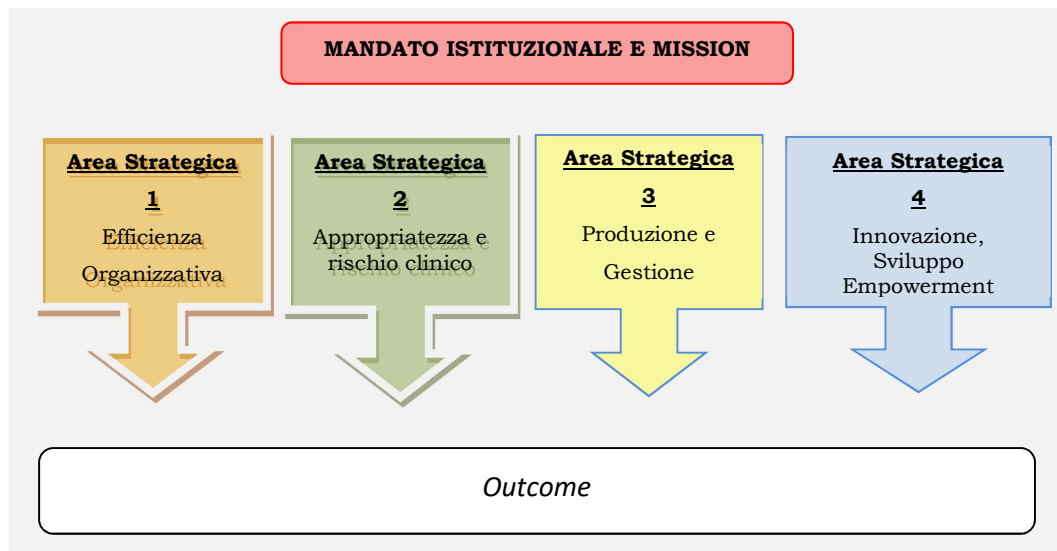 MANDATO ISTITUZIONALE E MISSION
Area Strategica
1
Efficienza
Organizzativa
Area Strategica
2
Appropriatezza e
rischio clinico
Area Strategica
3
Produzione e
Gestione
Area Strategica
4
Innovazione,
Sviluppo
Empowerment
Outcome